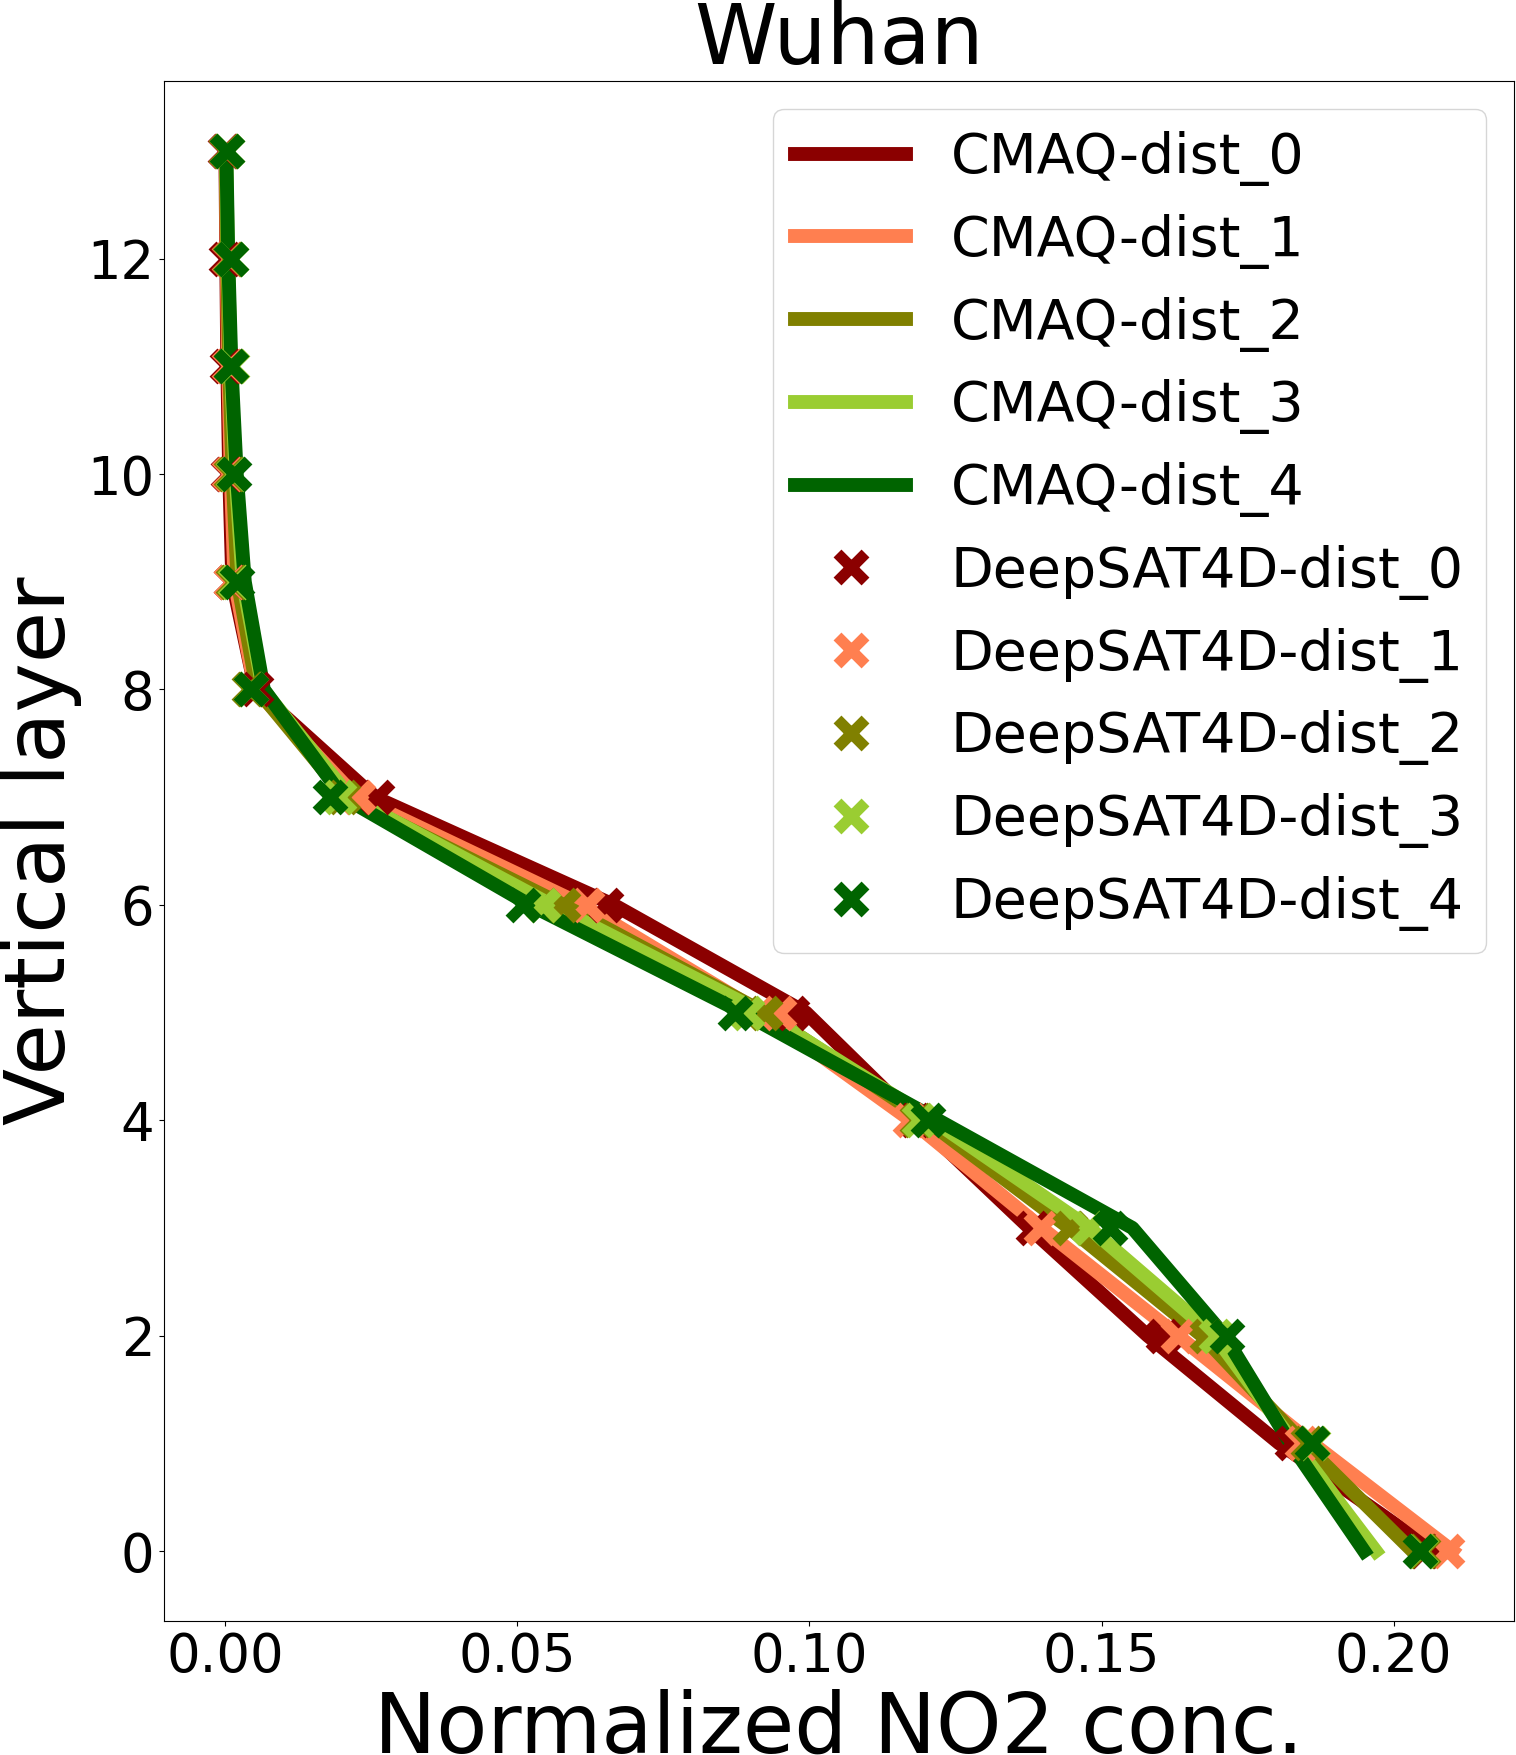 Wuhan
CMAQ-dist_0
CMAQ-dist_1
CMAQ-dist_2
CMAQ-dist_3
CMAQ-dist_4
DeepSAT4D-dist_0
DeepSAT4D-dist_1
DeepSAT4D-dist_2
DeepSAT4D-dist_3
DeepSAT4D-dist_4
Vertical layer
12
10
8
6
4
2
0
0.00 0.05 0.10 0.15 0.20
Normalized NO2 conc.